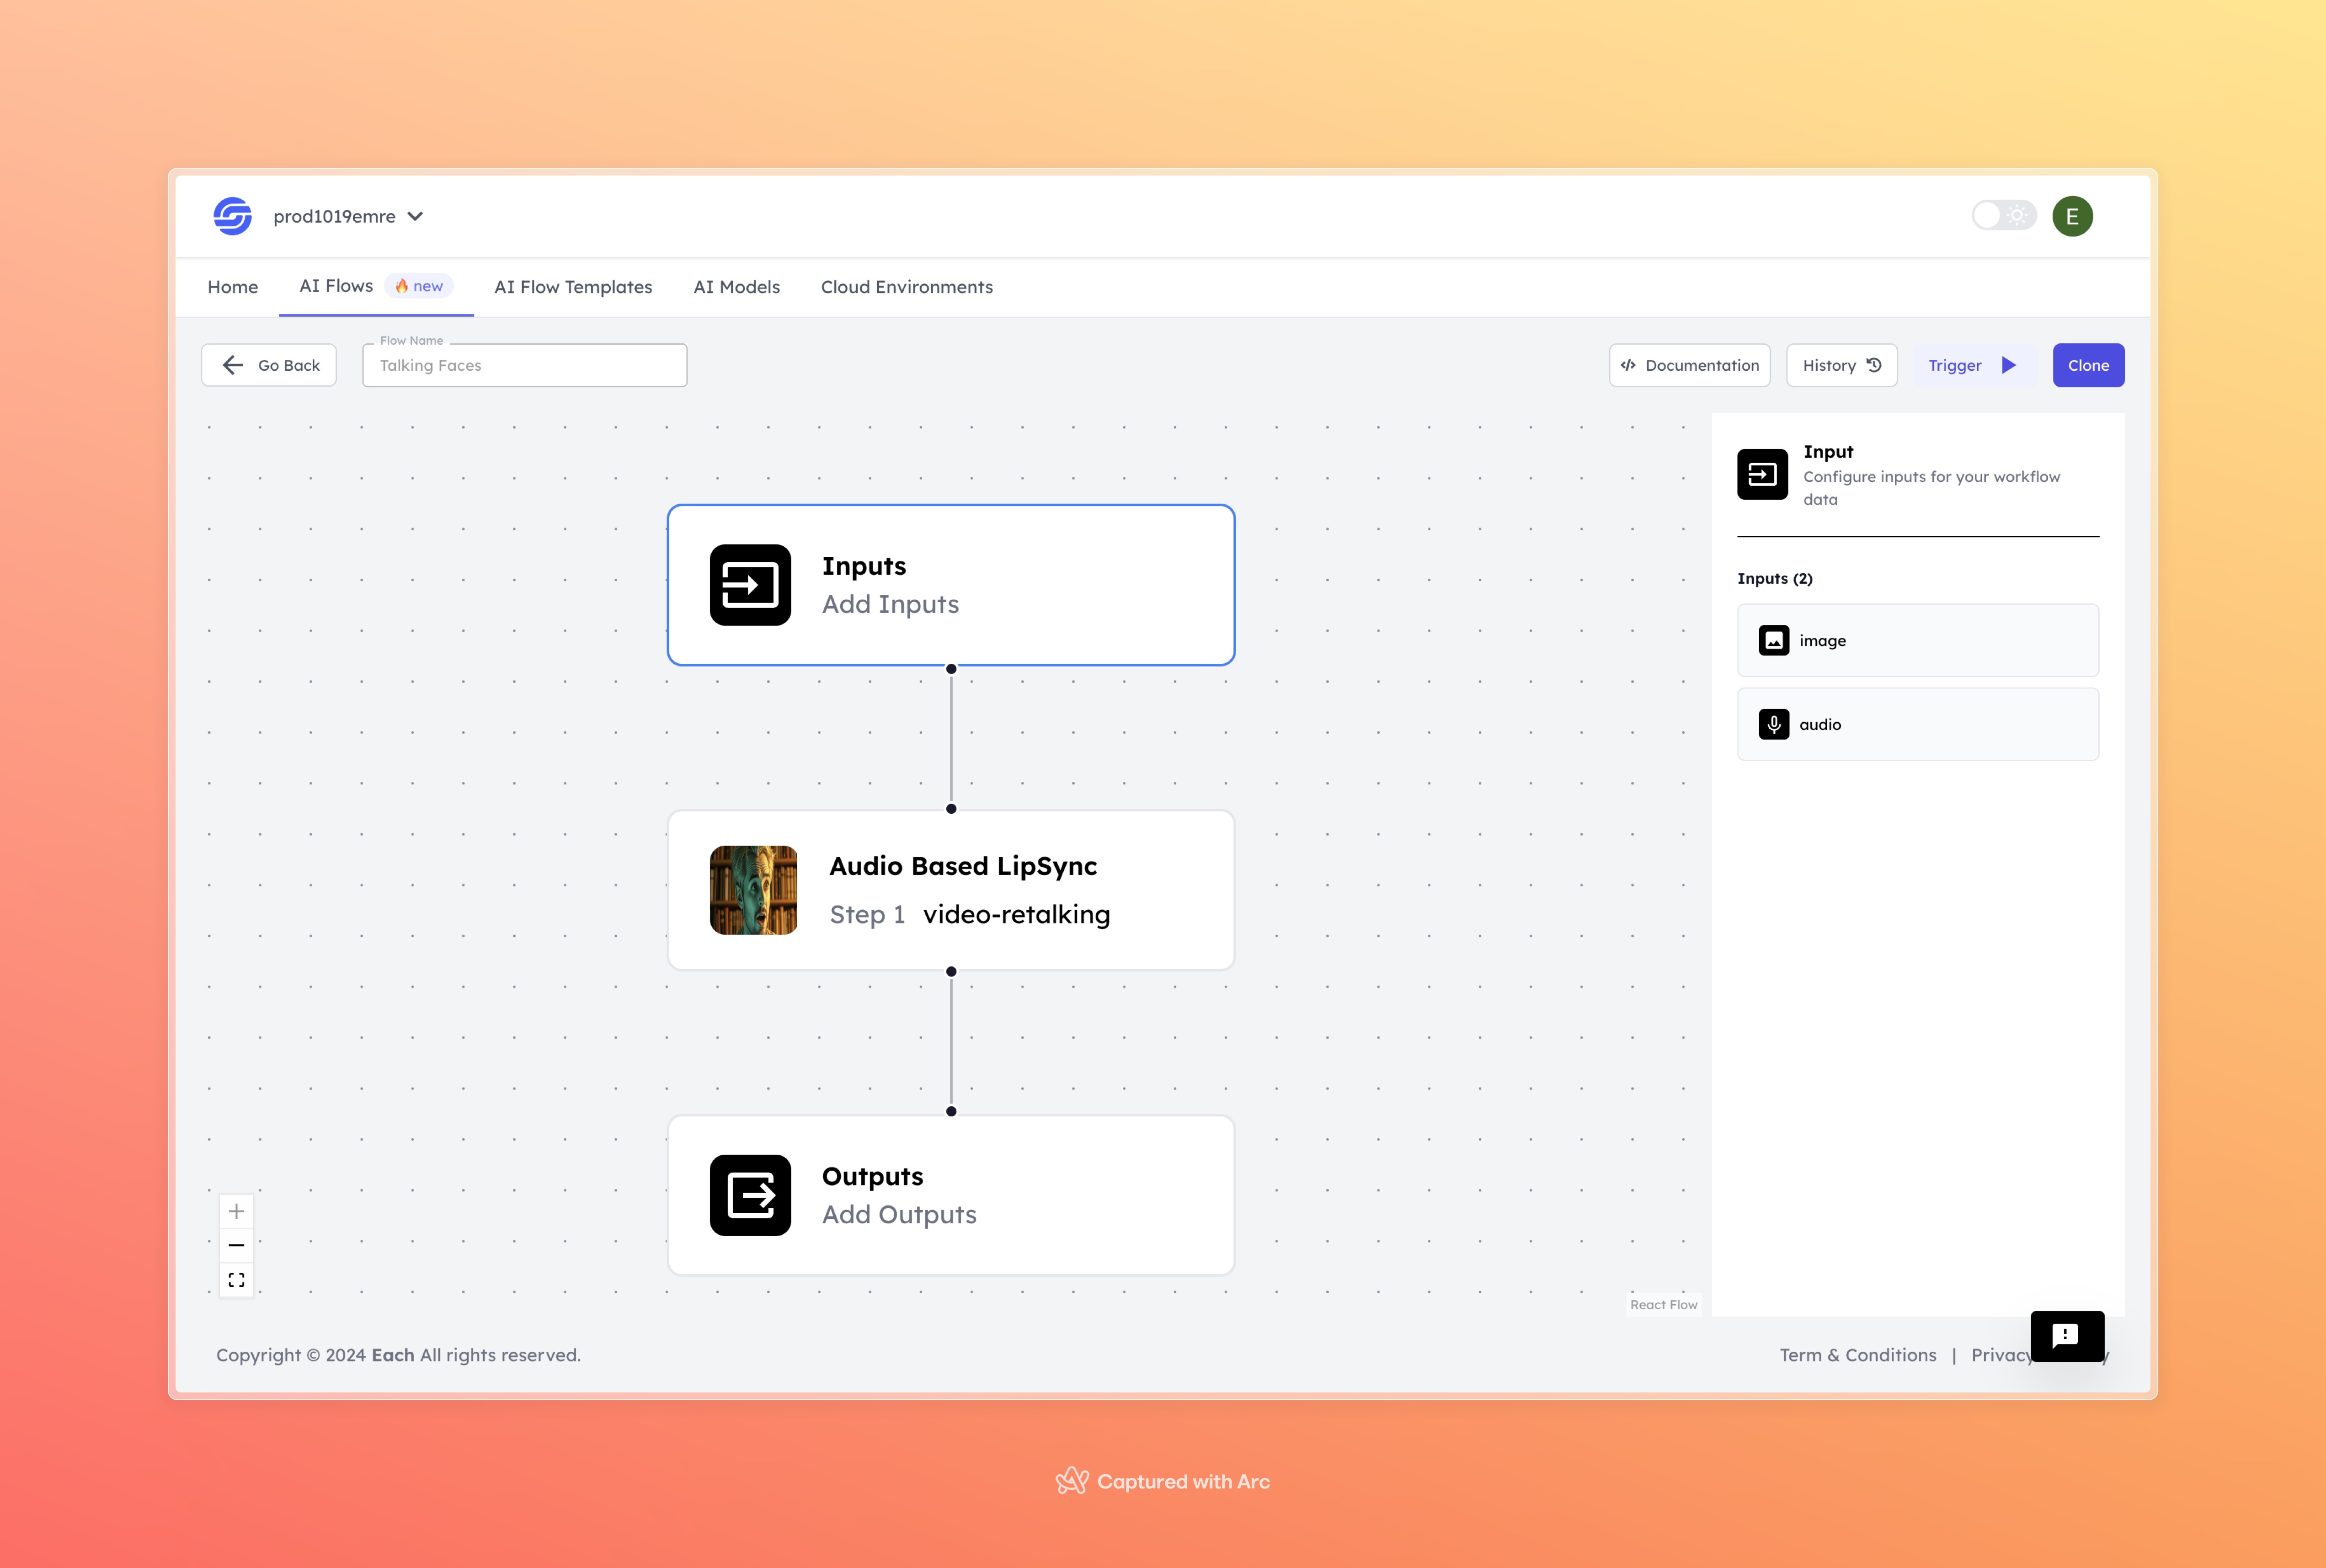 prod1019emre
E
Home
AI Flows
🔥 new
AI Flow Templates
AI Models
Cloud Environments
Go Back
Flow Name
Talking Faces
Documentation
History
Trigger
Clone
Inputs
Add Inputs
Audio Based LipSync
Step 1 video-retalking
Outputs
Add Outputs
Input
Configure inputs for your workflow
data
Inputs (2)
image
audio
React Flow
Copyright © 2024 Each All rights reserved.
Term & Conditions | Privacy
Captured with Arc